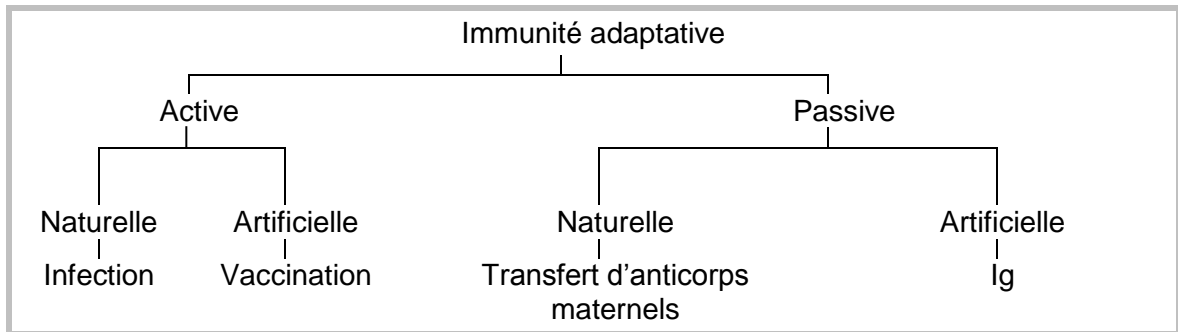 Immunité adaptative
Active
Passive
Naturelle
Artificielle
Naturelle
Artificielle
Infection
Vaccination
Transfert d'anticorps
maternels
Ig